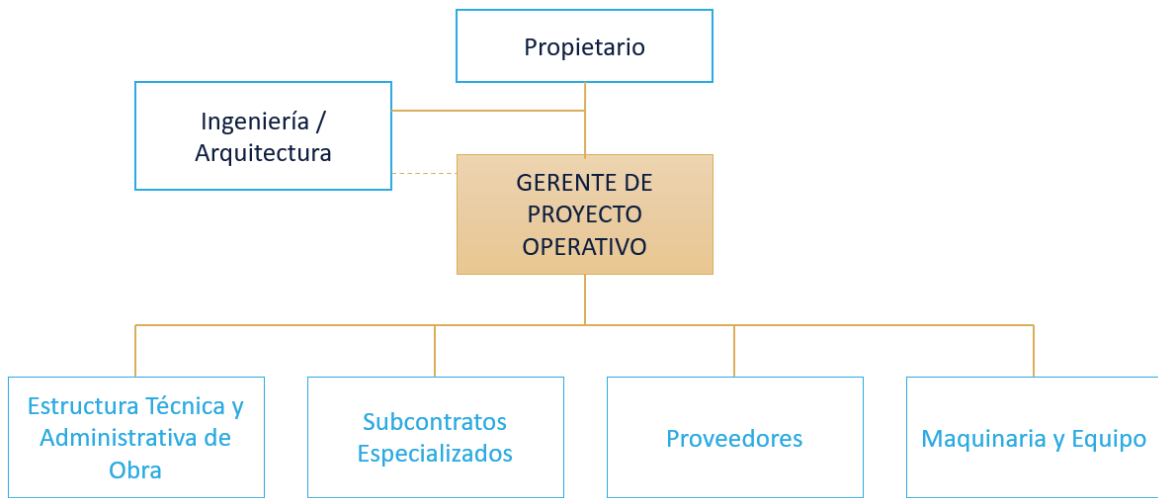 Propietario
Ingeniería /
Arquitectura
GERENTE DE
PROYECTO
OPERATIVO
Estructura Técnica y
Administrativa de
Obra
Subcontratos
Especializados
Proveedores
Maquinaria y Equipo